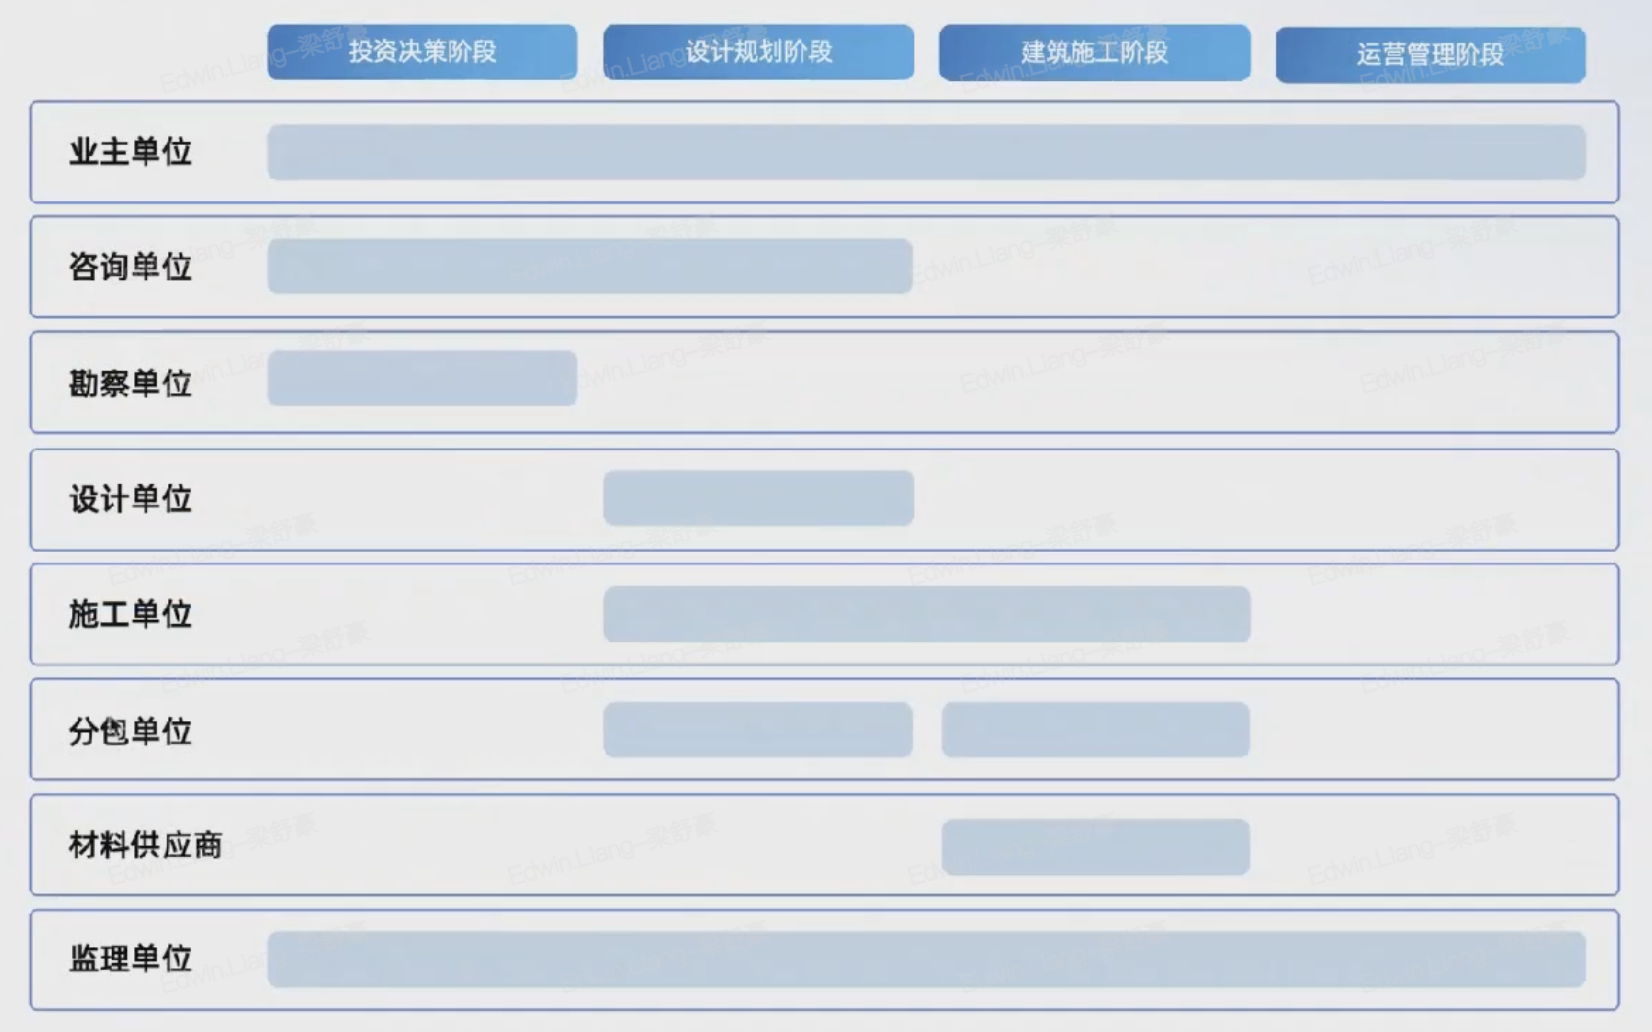 投资决策阶段 设计规划阶段 建筑施工阶段 运营管理阶段
业主单位
咨询单位
勘察单位
设计单位
施工单位
分包单位
材料供应商
监理单位
Edwin.Liang-梁舒豪